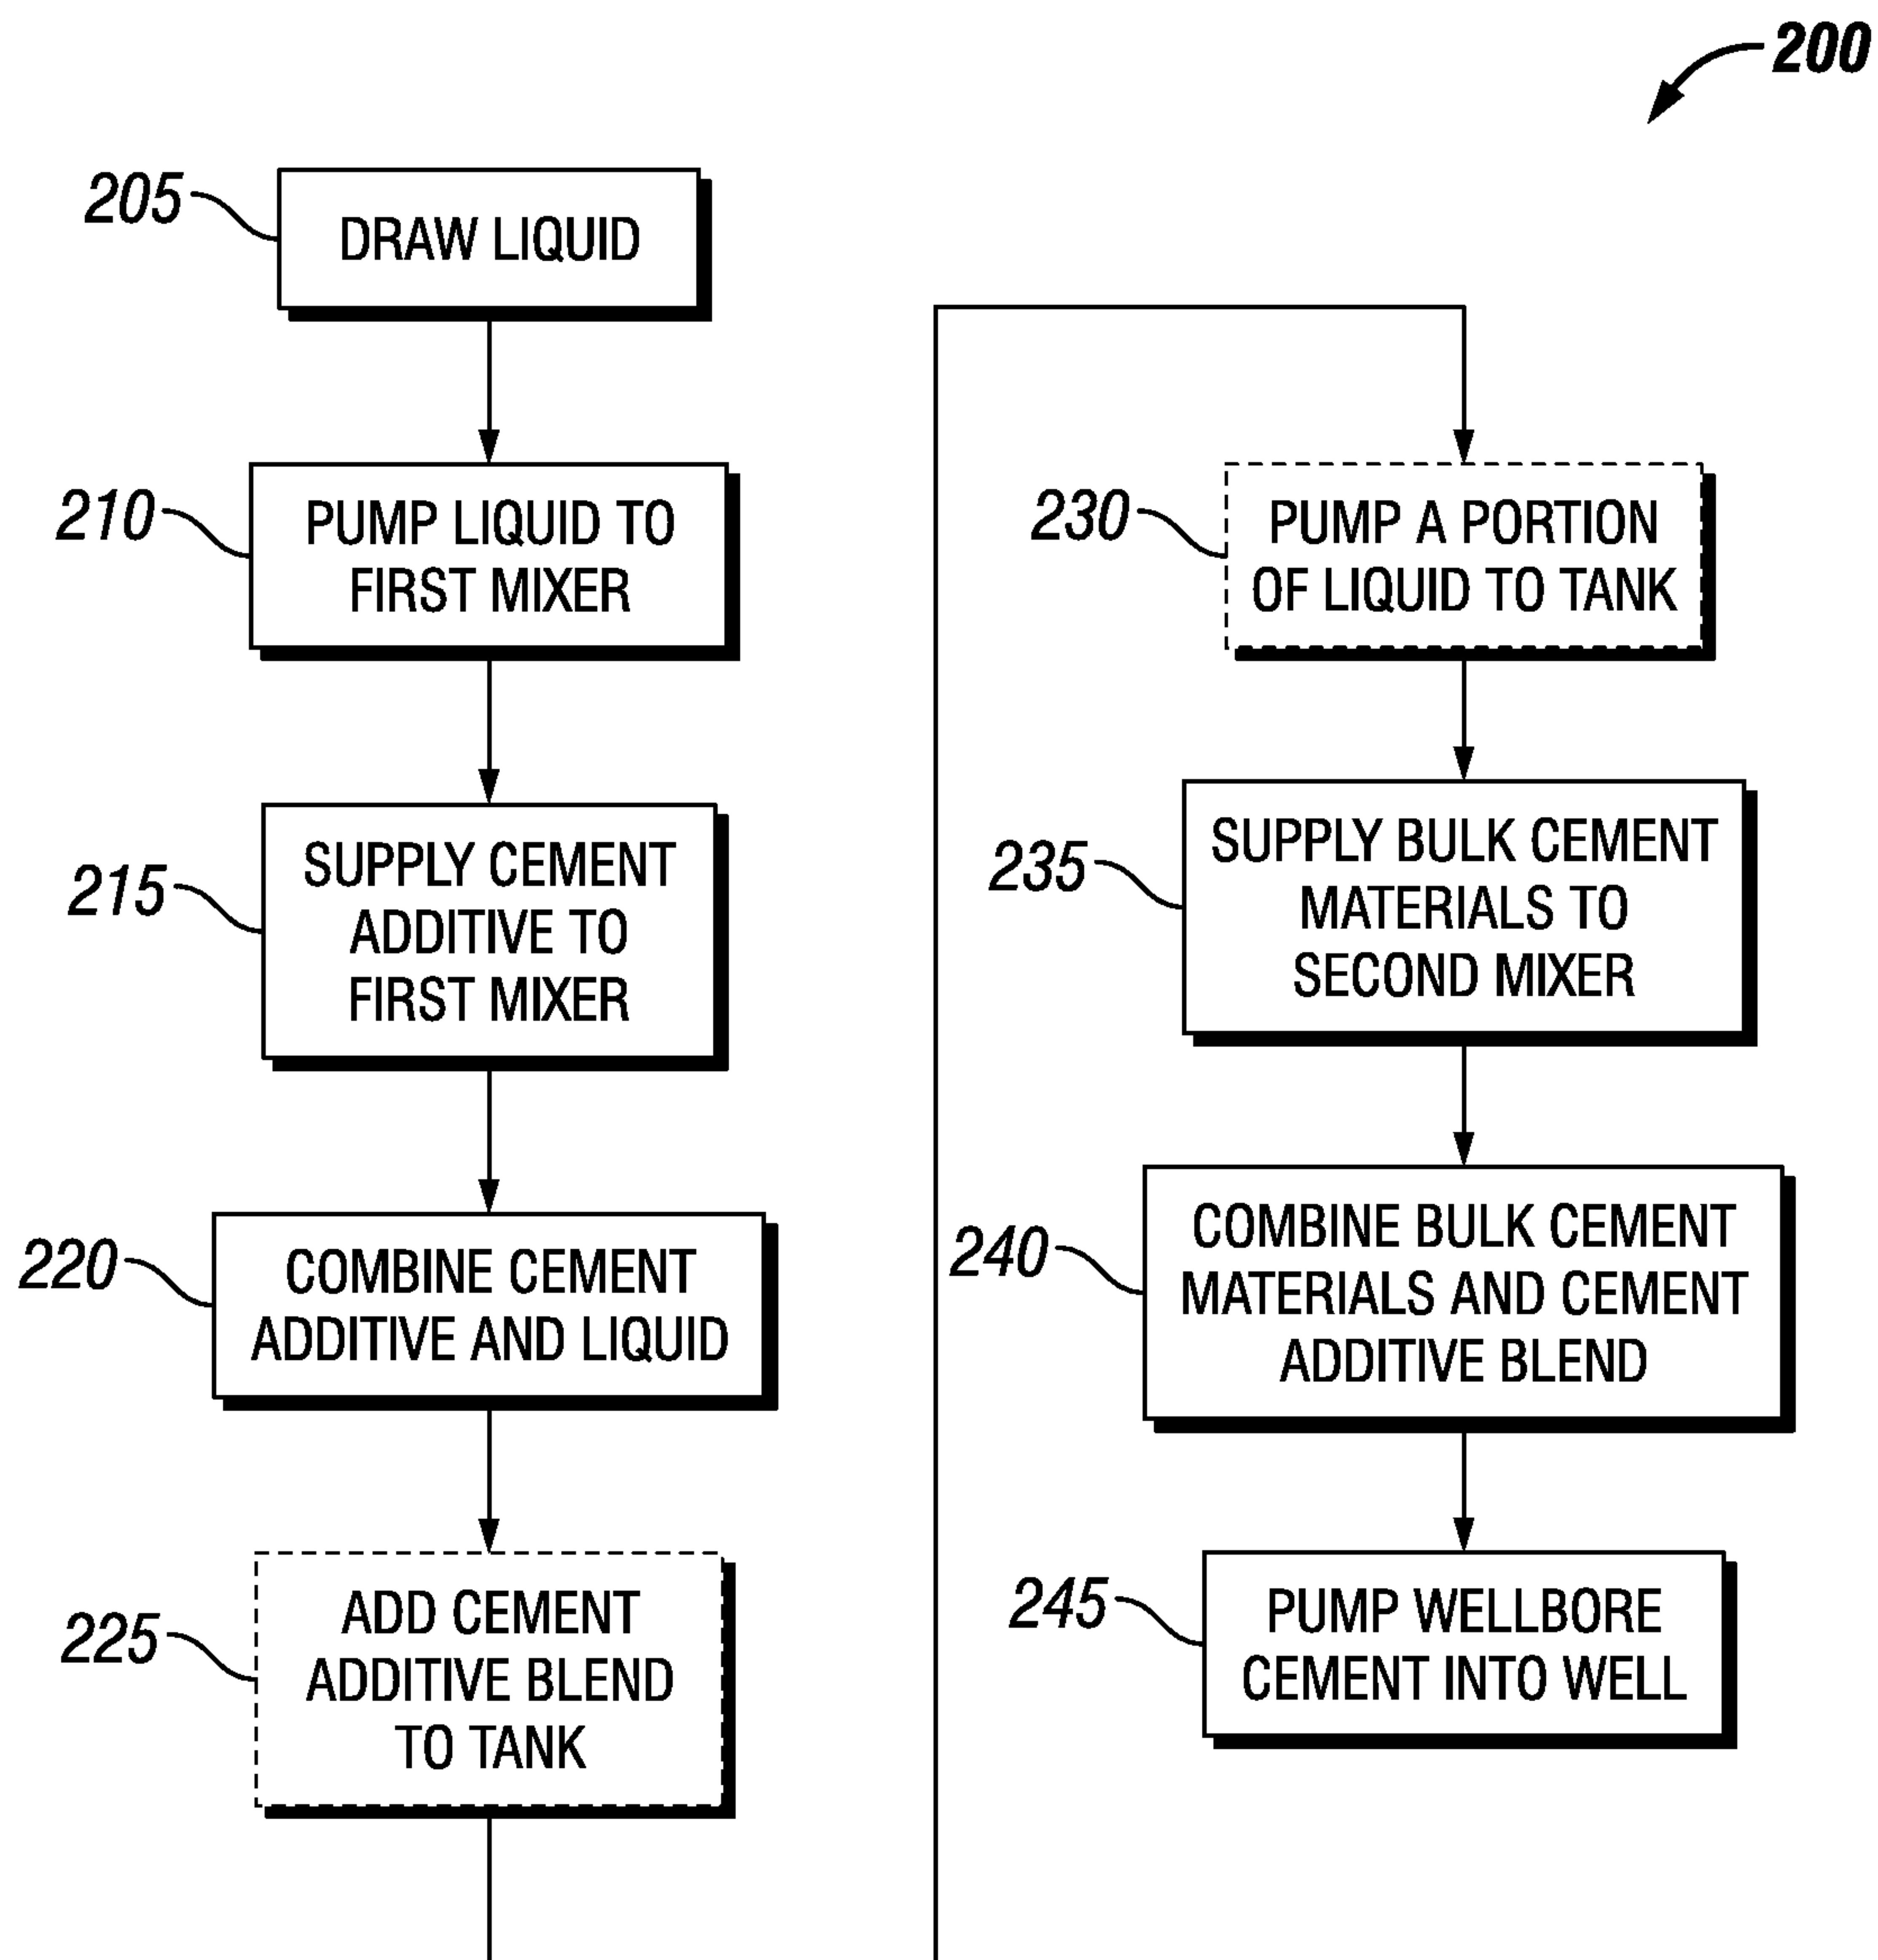 200
205
DRAW LIQUID
210
PUMP LIQUID TO
FIRST MIXER
215
SUPPLY CEMENT
ADDITIVE TO
FIRST MIXER
220
COMBINE CEMENT
ADDITIVE AND LIQUID
225
ADD CEMENT
ADDITIVE BLEND
TO TANK
230
PUMP A PORTION
OF LIQUID TO TANK
235
SUPPLY BULK CEMENT
MATERIALS TO
SECOND MIXER
240
COMBINE BULK CEMENT
MATERIALS AND CEMENT
ADDITIVE BLEND
245
PUMP WELLBORE
CEMENT INTO WELL